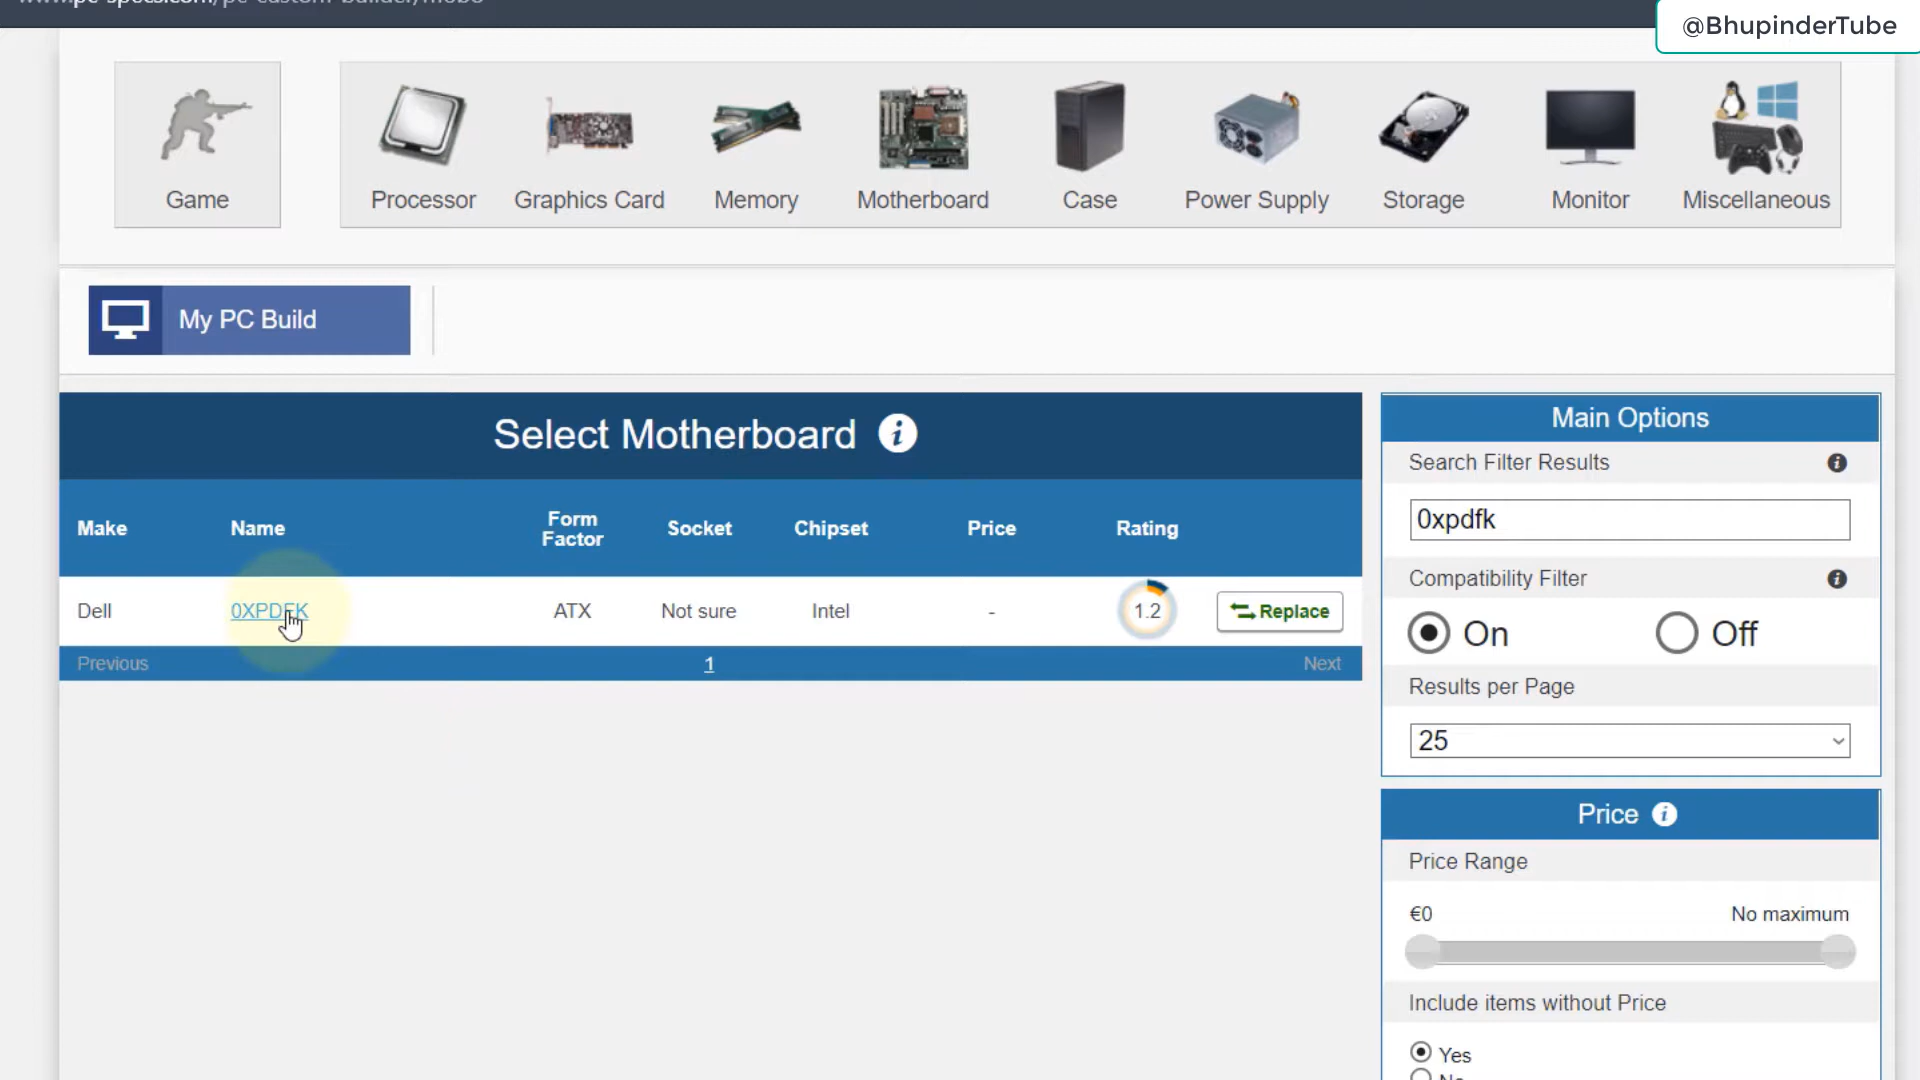 @BhupinderTube
Game
Processor
Graphics Card
Memory
Motherboard
Case
Power Supply
Storage
Monitor
Miscellaneous
My PC Build
Select Motherboard i
Make Name Form Factor Socket Chipset Price Rating
Dell 0XPDFK ATX Not sure Intel - 1.2 Replace
Previous 1 Next
Main Options
Search Filter Results
0xpdfk
Compatibility Filter
On Off
Results per Page
25
Price i
Price Range
€0 No maximum
Include items without Price
Yes